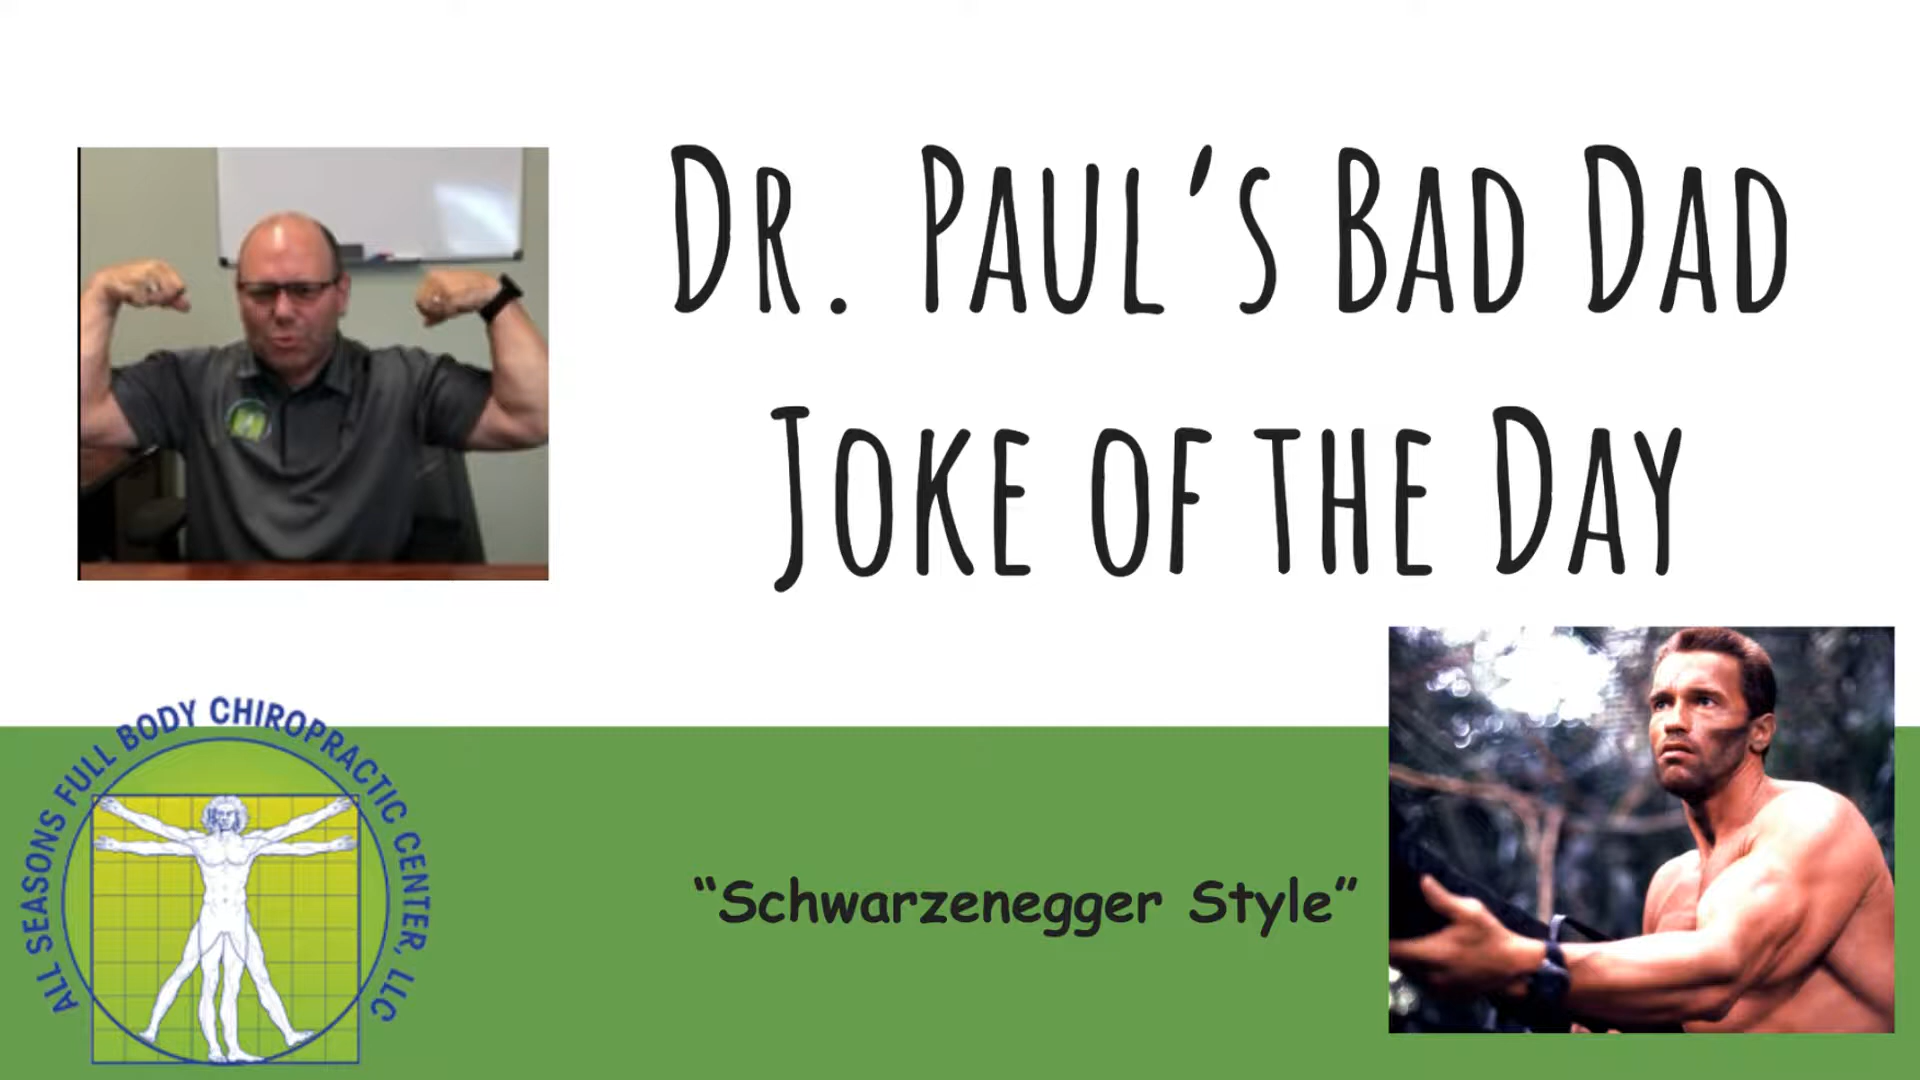 Dr. Paul's Bad Dad
Joke of the Day
ALL SEASONS FULL BODY CHIROPRACTIC CENTER, LLC
“Schwarzenegger Style”